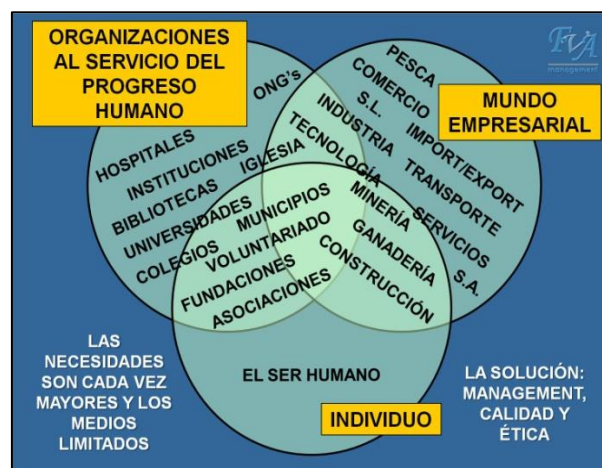 ORGANIZACIONES
AL SERVICIO DEL
PROGRESO
HUMANO
FVA
management
MUNDO
EMPRESARIAL
ONG's
HOSPITALES
INSTITUCIONES
BIBLIOTECAS
IGLESIA
UNIVERSIDADES
COLEGIOS
MUNICIPIOS
VOLUNTARIADO
FUNDACIONES
ASOCIACIONES
PESCA
COMERCIO
S.L.
IMPORT/EXPORT
INDUSTRIA
TECNOLOGÍA
TRANSPORTE
MINERÍA
SERVICIOS
GANADERÍA
S.A.
CONSTRUCCIÓN
EL SER HUMANO
INDIVIDUO
LAS
NECESIDADES
SON CADA VEZ
MAYORES Y LOS
MEDIOS
LIMITADOS
LA SOLUCIÓN:
MANAGEMENT,
CALIDAD Y
ÉTICA